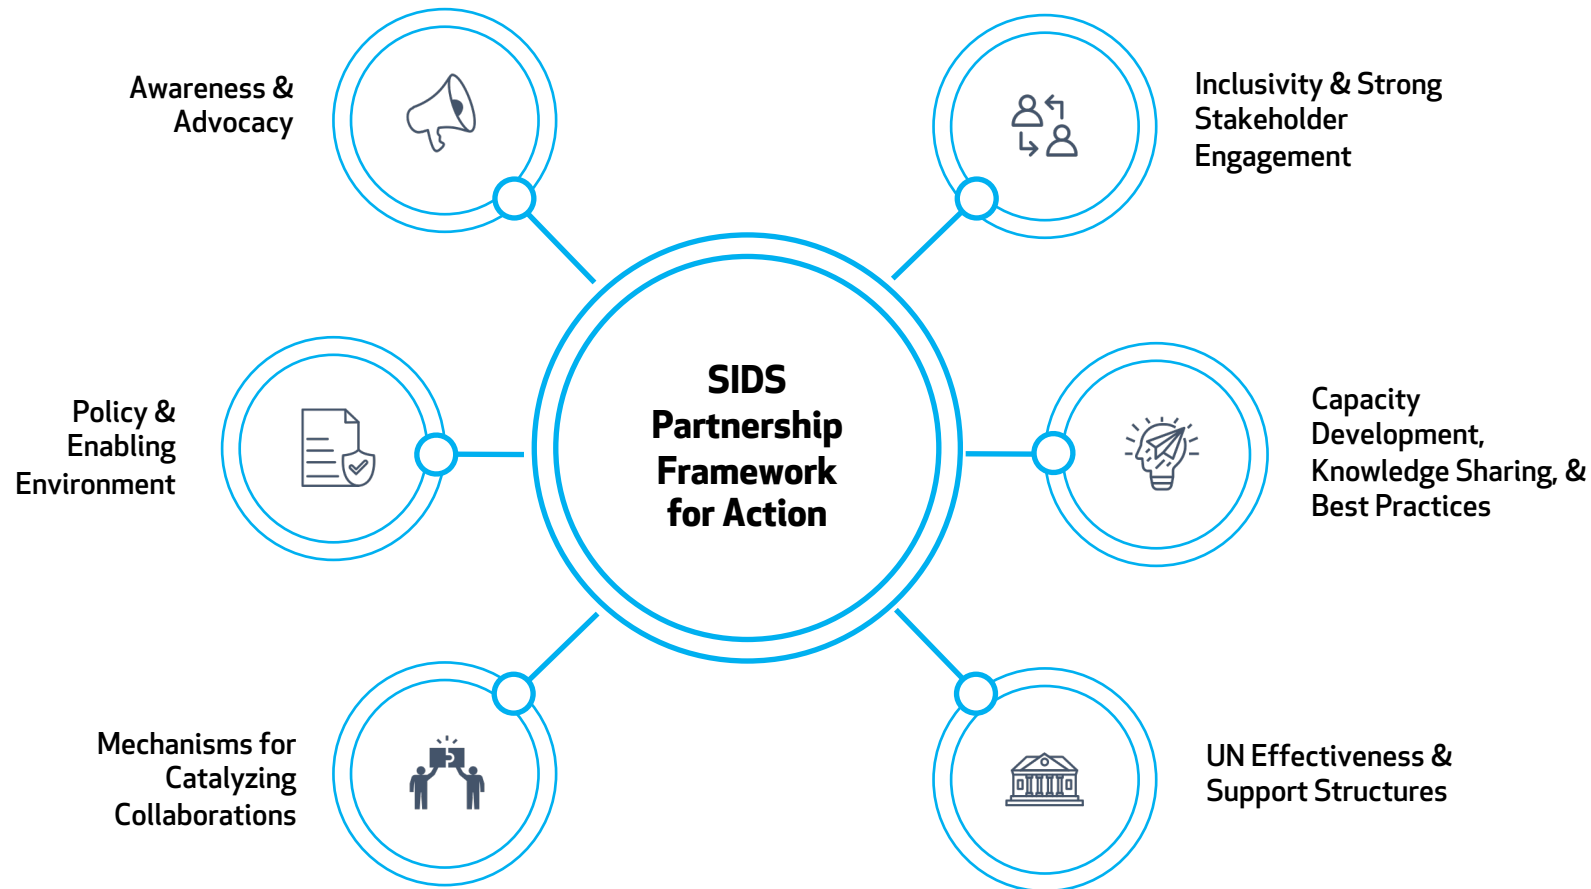 Awareness &
Advocacy
Inclusivity & Strong
Stakeholder
Engagement
Policy &
Enabling
Environment
SIDS
Partnership
Framework
for Action
Capacity
Development,
Knowledge Sharing, &
Best Practices
Mechanisms for
Catalyzing
Collaborations
UN Effectiveness &
Support Structures